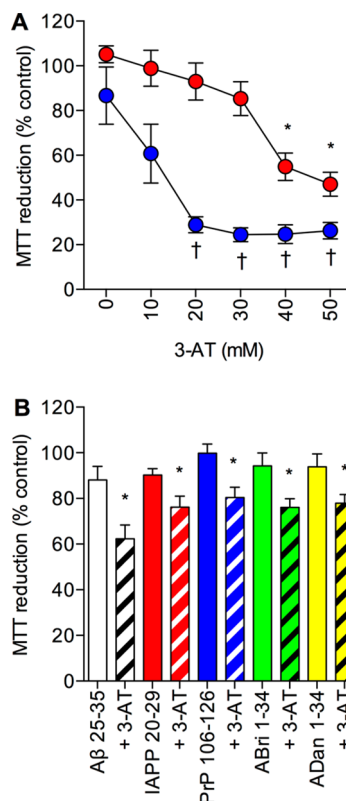 A
MTT reduction (% control)
120
100
80
60
40
20
0
* *
† † † †
0 10 20 30 40 50
3-AT (mM)
B
MTT reduction (% control)
120
100
80
60
40
20
0
* * * * *
Aβ 25-35
+ 3-AT
IAPP 20-29
+ 3-AT
PrP 106-126
+ 3-AT
ABri 1-34
+ 3-AT
ADan 1-34
+ 3-AT